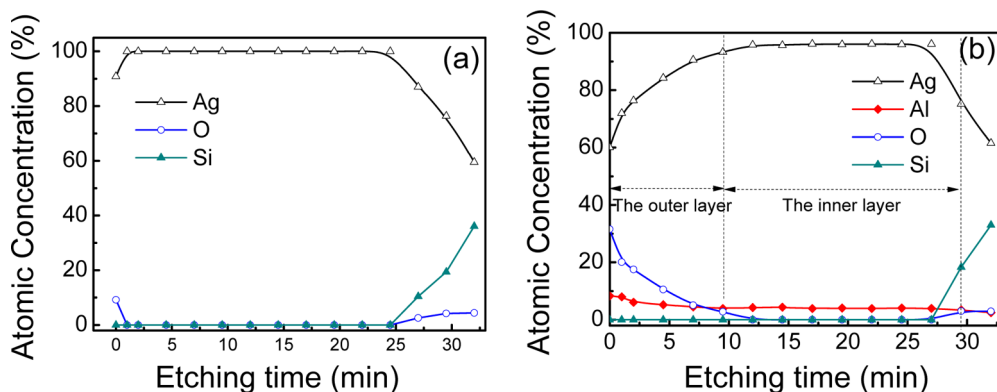 (a)
Atomic Concentration (%)
100
80
60
40
20
0
Ag
O
Si
0 5 10 15 20 25 30
Etching time (min)
(b)
Atomic Concentration (%)
100
80
60
40
20
0
Ag
Al
O
Si
The outer layer
The inner layer
0 5 10 15 20 25 30
Etching time (min)